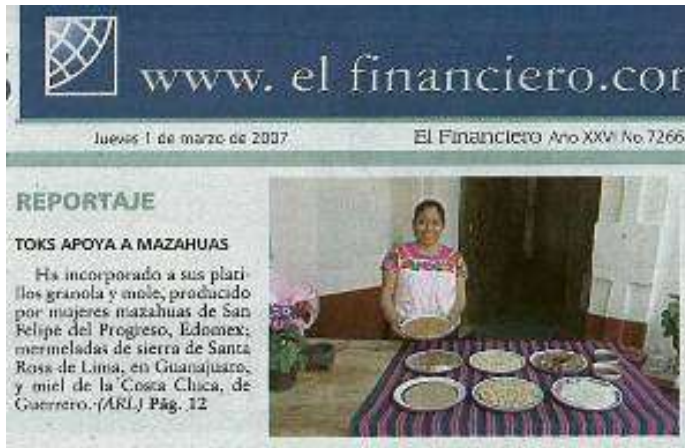 www. el financiero.com
Jueves 1 de marzo de 2007
El Financiero Año XXVI No. 7266
REPORTAJE
TOKS APOYA A MAZAHUAS
Ha incorporado a sus plati-
llos granola y mole, producido
por mujeres mazahuas de San
Felipe del Progreso, Edomex;
mermeladas de sierra de Santa
Rosa de Lima, en Guanajuato,
y miel de la Costa Chica, de
Guerrero. (ARL) Pág. 12